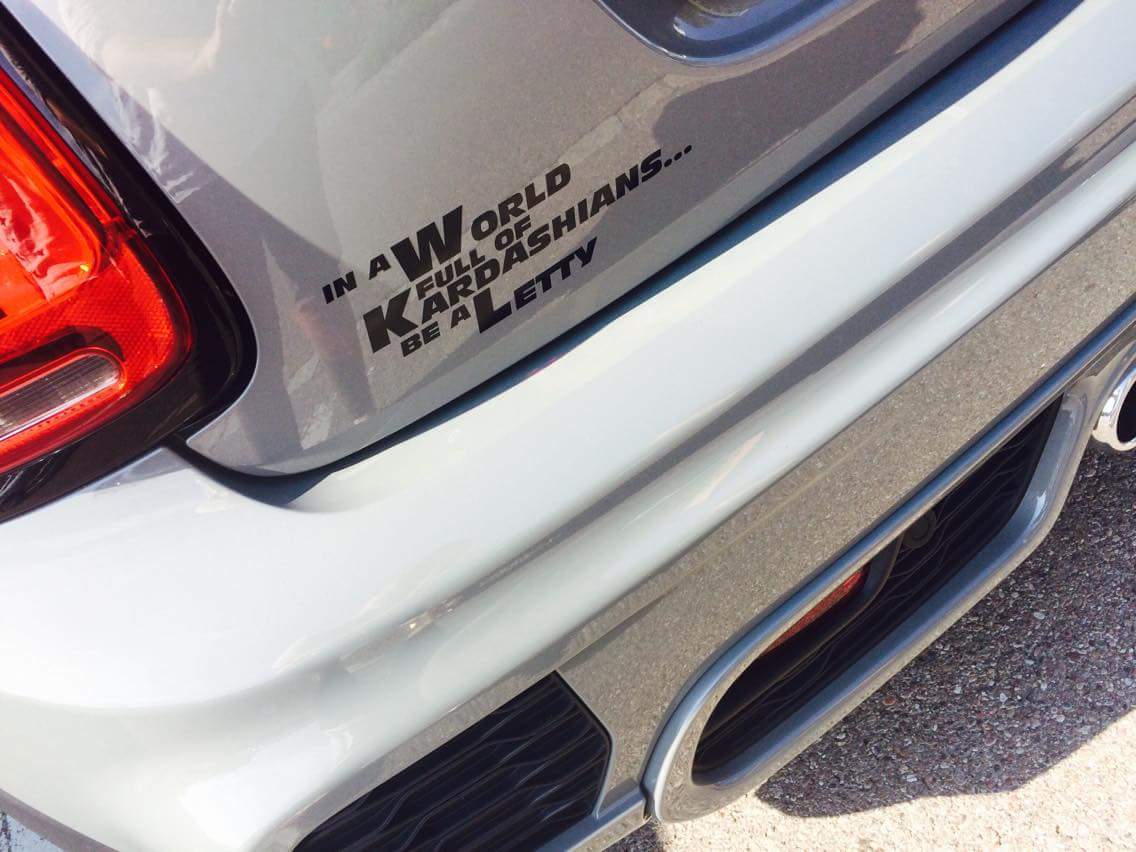 IN A WORLD
FULL OF
KARDASHIANS...
BE A LETTY